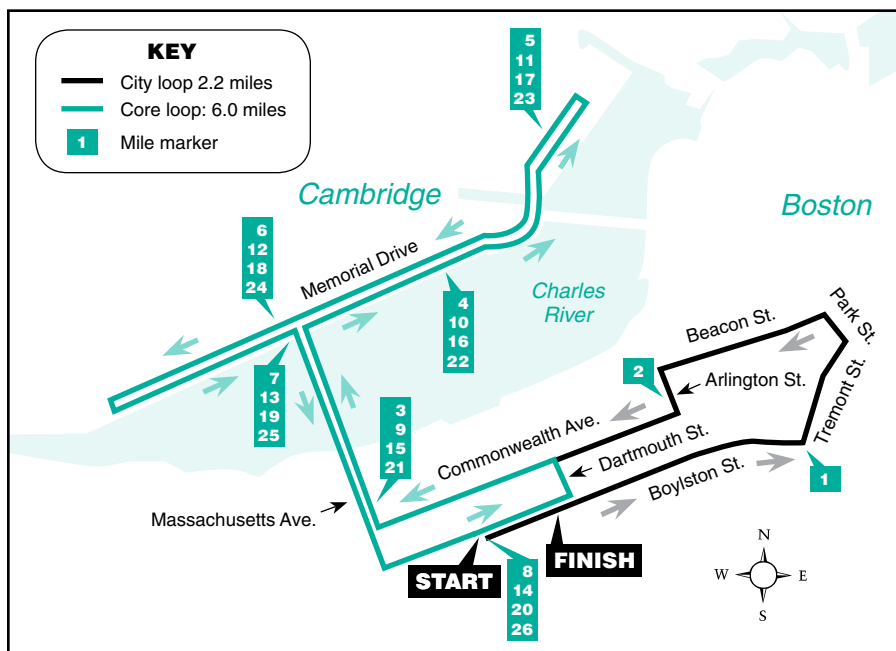 KEY
City loop 2.2 miles
Core loop: 6.0 miles
1 Mile marker
5
11
17
23
Cambridge
Boston
6
12
18
24
Memorial Drive
4
10
16
22
Charles
River
Beacon St.
Park St.
Tremont St.
2
Arlington St.
7
13
19
25
3
9
15
21
Commonwealth Ave.
Dartmouth St.
Boylston St.
1
Massachusetts Ave.
START
FINISH
8
14
20
26
N
W
E
S